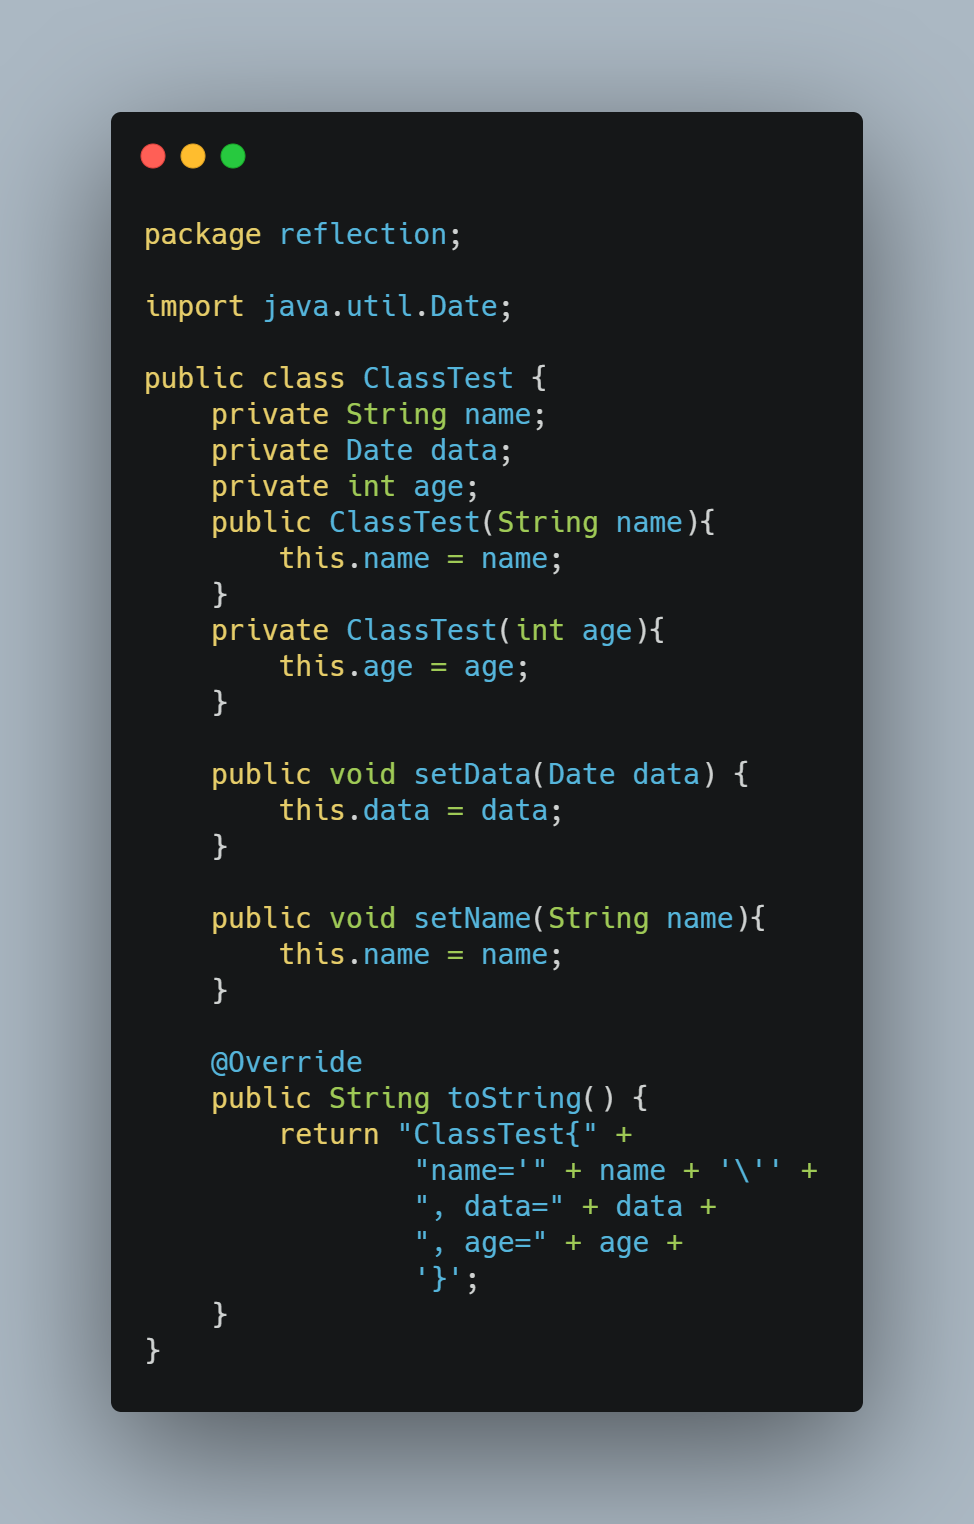 package reflection;

import java.util.Date;

public class ClassTest {
    private String name;
    private Date data;
    private int age;
    public ClassTest(String name){
        this.name = name;
    }
    private ClassTest(int age){
        this.age = age;
    }

    public void setData(Date data) {
        this.data = data;
    }

    public void setName(String name){
        this.name = name;
    }

    @Override
    public String toString() {
        return "ClassTest{" +
                "name='" + name + '\'' +
                ", data=" + data +
                ", age=" + age +
                '}';
    }
}